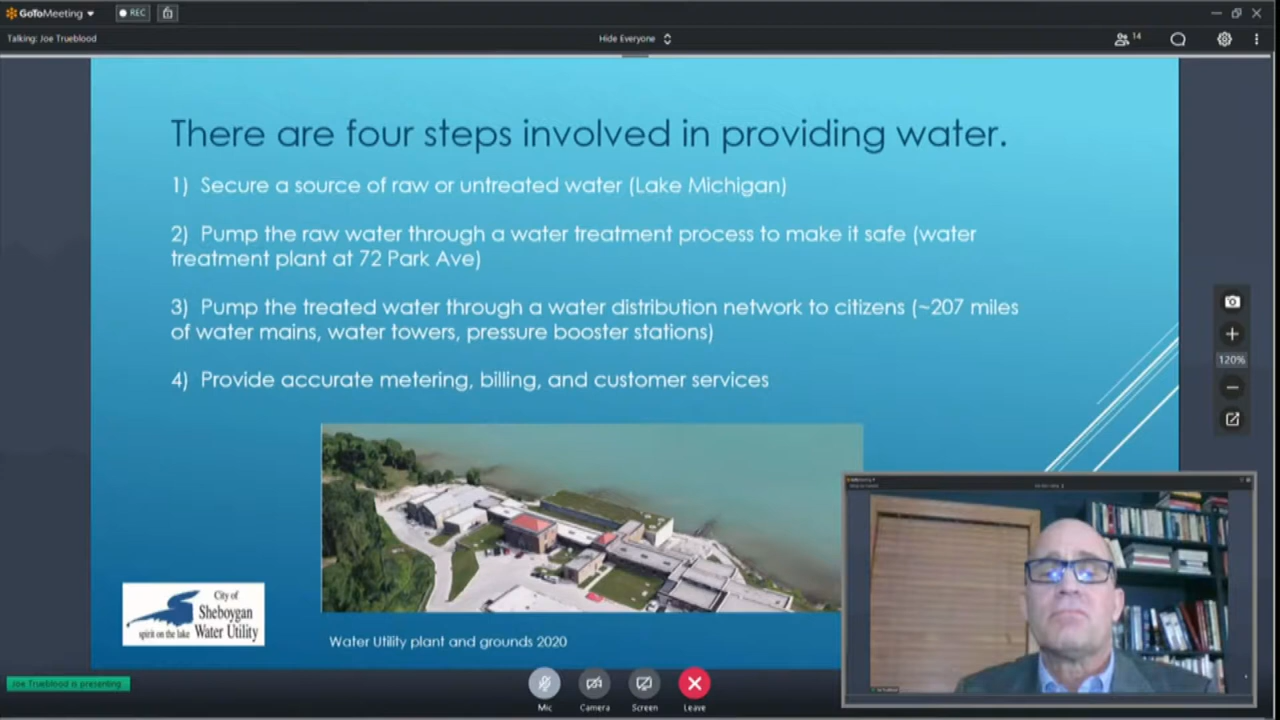 GoToMeeting
REC
Talking: Joe Trueblood
Hide Everyone
14
There are four steps involved in providing water.
1) Secure a source of raw or untreated water (Lake Michigan)
2) Pump the raw water through a water treatment process to make it safe (water
treatment plant at 72 Park Ave)
3) Pump the treated water through a water distribution network to citizens (~207 miles
of water mains, water towers, pressure booster stations)
4) Provide accurate metering, billing, and customer services
120%
City of
Sheboygan
spirit on the lake Water Utility
Water Utility plant and grounds 2020
Joe Trueblood is presenting
Mic
Camera
Screen
Leave